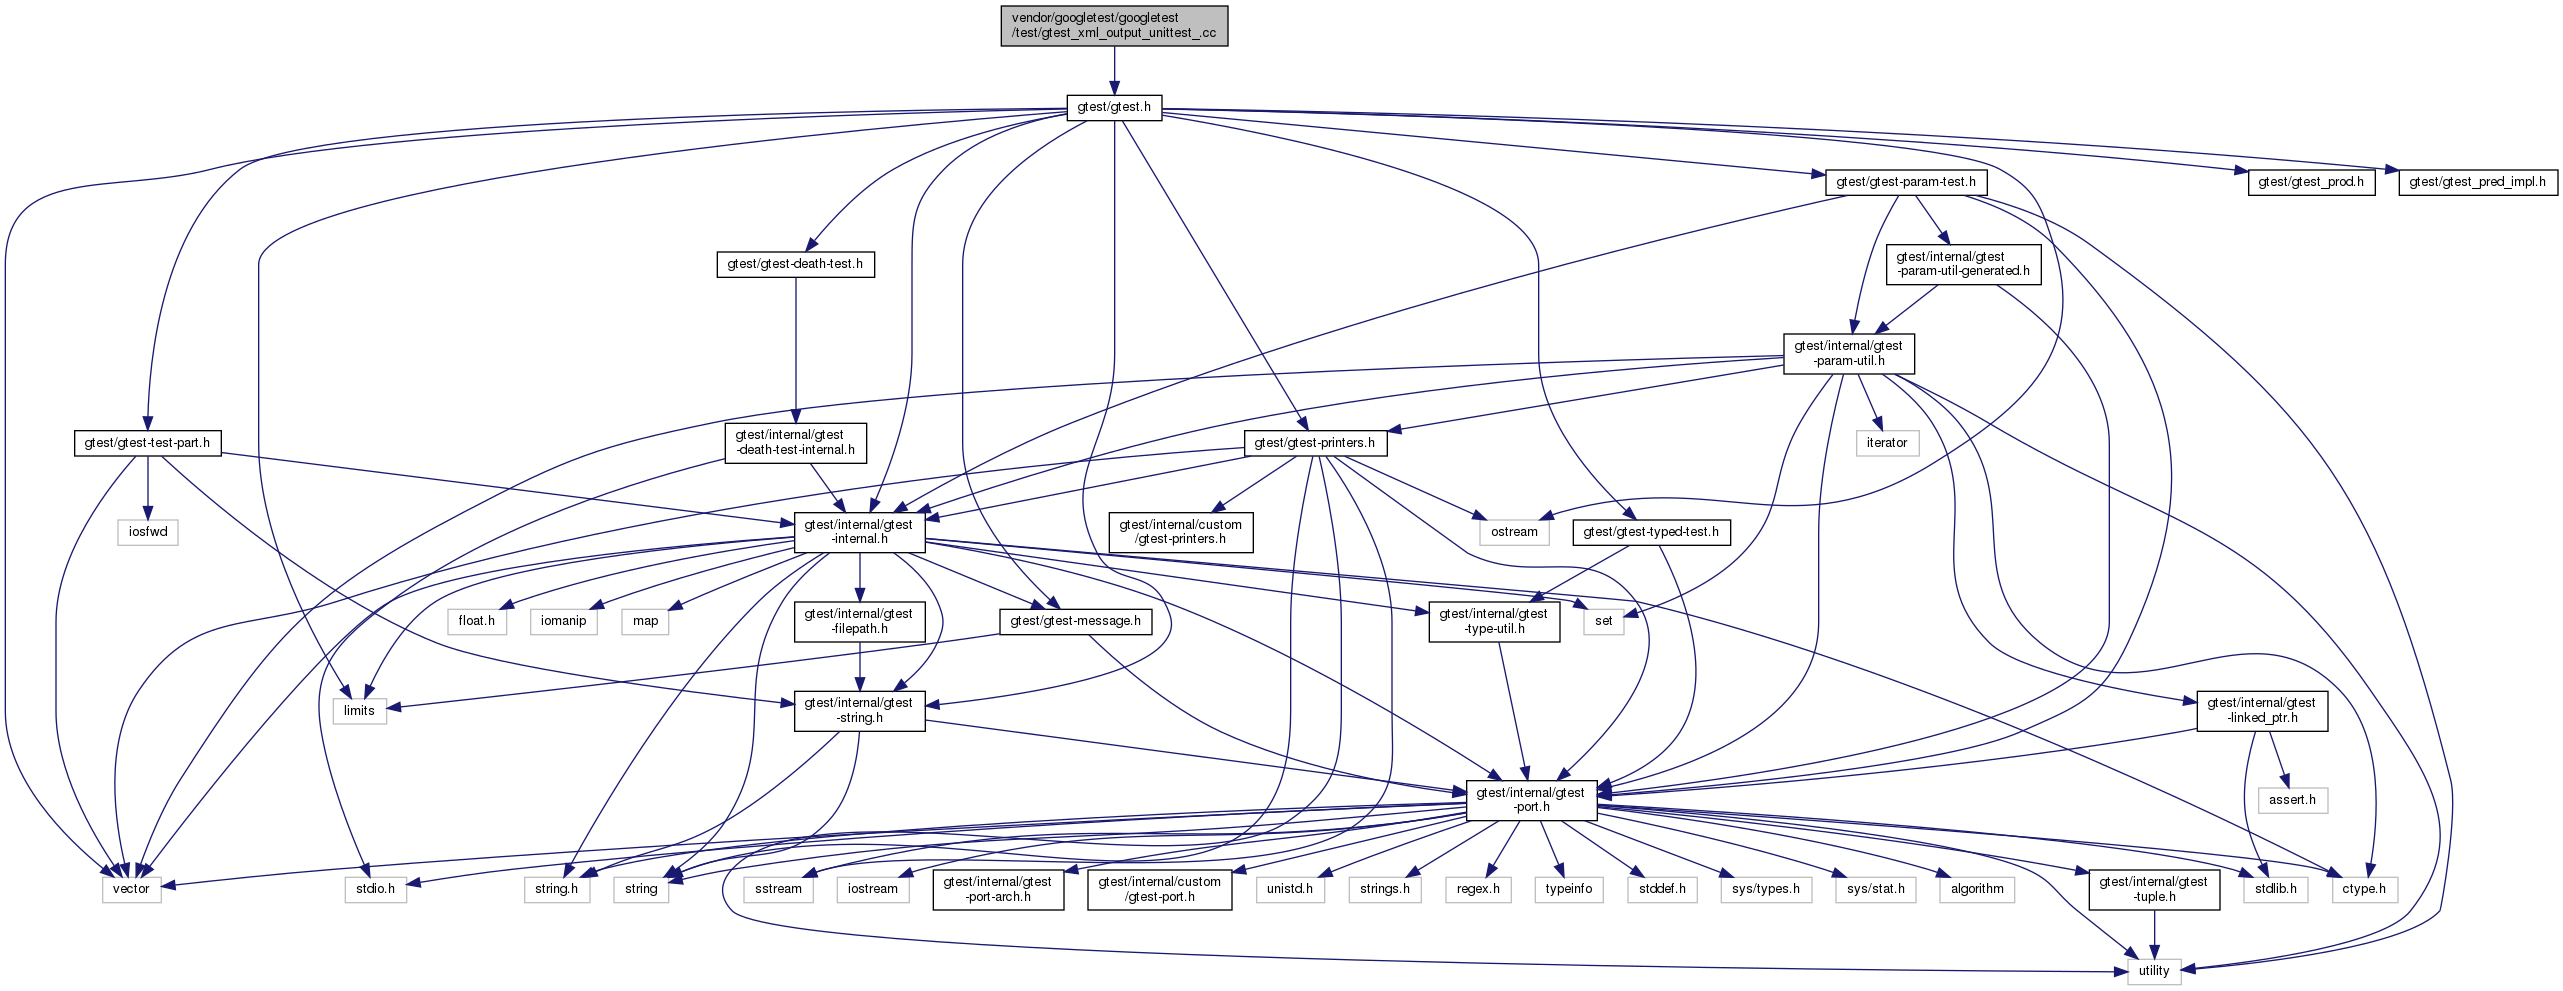 vendor/googletest/googletest
/test/gtest_xml_output_unittest_.cc
gtest/gtest.h
gtest/gtest-param-test.h
gtest/gtest_prod.h
gtest/gtest_pred_impl.h
gtest/gtest-death-test.h
gtest/internal/gtest
-param-util-generated.h
gtest/internal/gtest
-param-util.h
gtest/gtest-test-part.h
gtest/internal/gtest
-death-test-internal.h
gtest/gtest-printers.h
iterator
iosfwd
gtest/internal/gtest
-internal.h
gtest/internal/custom
/gtest-printers.h
ostream
gtest/gtest-typed-test.h
float.h
iomanip
map
gtest/internal/gtest
-filepath.h
gtest/gtest-message.h
gtest/internal/gtest
-type-util.h
set
limits
gtest/internal/gtest
-string.h
gtest/internal/gtest
-linked_ptr.h
gtest/internal/gtest
-port.h
assert.h
vector
stdio.h
string.h
string
sstream
iostream
gtest/internal/gtest
-port-arch.h
gtest/internal/custom
/gtest-port.h
unistd.h
strings.h
regex.h
typeinfo
stddef.h
sys/types.h
sys/stat.h
algorithm
gtest/internal/gtest
-tuple.h
stdlib.h
ctype.h
utility